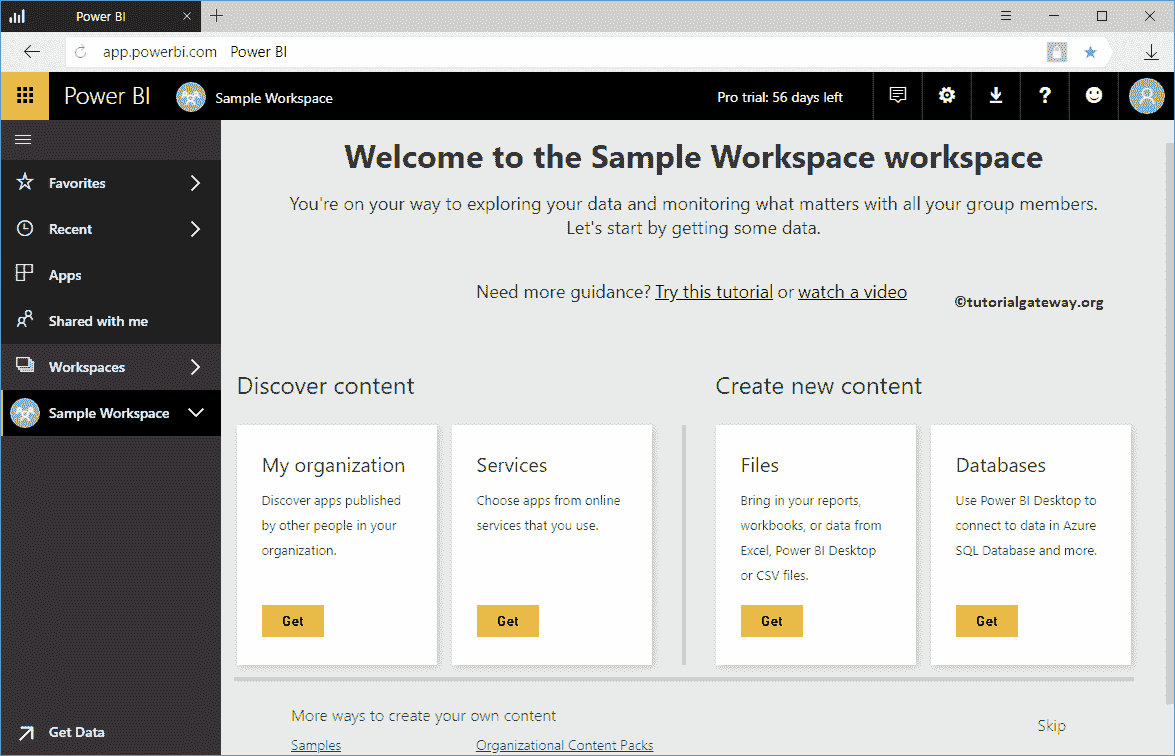 Power BI
app.powerbi.com Power BI
Power BI Sample Workspace Pro trial: 56 days left
Favorites
Recent
Apps
Shared with me
Workspaces
Sample Workspace
Get Data
Welcome to the Sample Workspace workspace
You're on your way to exploring your data and monitoring what matters with all your group members.
Let's start by getting some data.
Need more guidance? Try this tutorial or watch a video
©tutorialgateway.org
Discover content
My organization
Discover apps published
by other people in your
organization.
Get
Services
Choose apps from online
services that you use.
Get
Create new content
Files
Bring in your reports,
workbooks, or data from
Excel, Power BI Desktop
or CSV files.
Get
Databases
Use Power BI Desktop to
connect to data in Azure
SQL Database and more.
Get
More ways to create your own content
Samples Organizational Content Packs
Skip